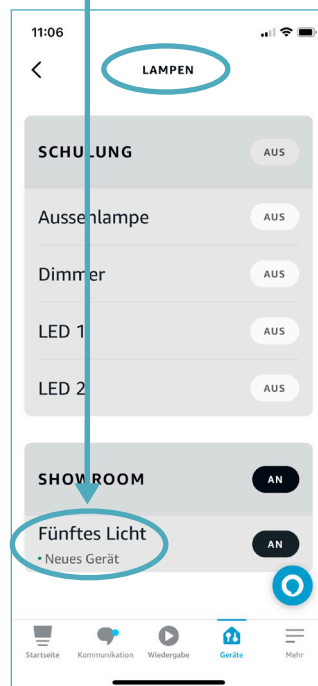 11:06
LAMPEN
SCHULUNG
AUS
Aussenlampe
AUS
Dimmer
AUS
LED 1
AUS
LED 2
AUS
SHOWROOM
AN
Fünftes Licht
• Neues Gerät
AN
Startseite
Kommunikation
Wiedergabe
Geräte
Mehr